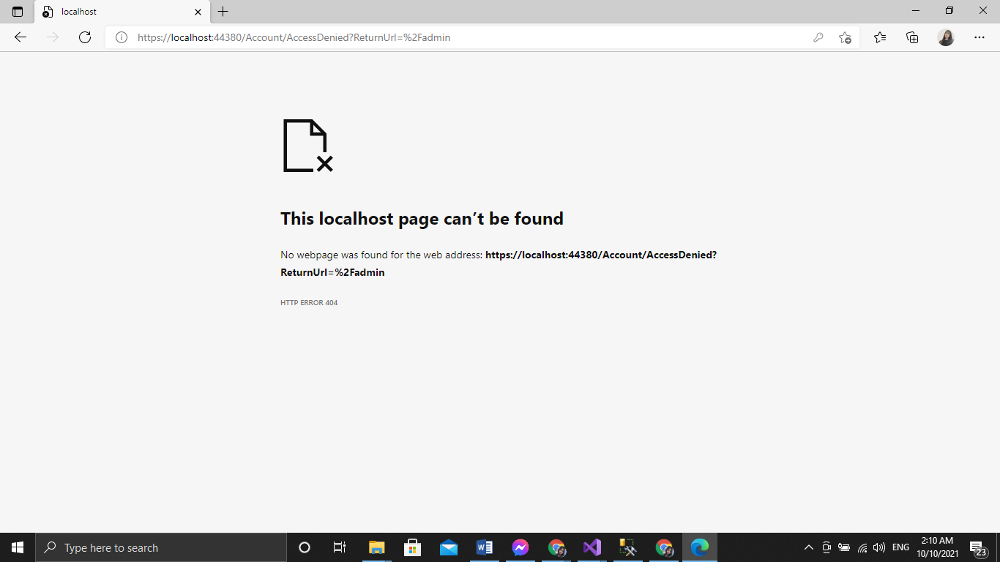 localhost
https://localhost:44380/Account/AccessDenied?ReturnUrl=%2Fadmin
This localhost page can’t be found
No webpage was found for the web address: https://localhost:44380/Account/AccessDenied?
ReturnUrl=%2Fadmin
HTTP ERROR 404
Type here to search
ENG
2:10 AM
10/10/2021
23